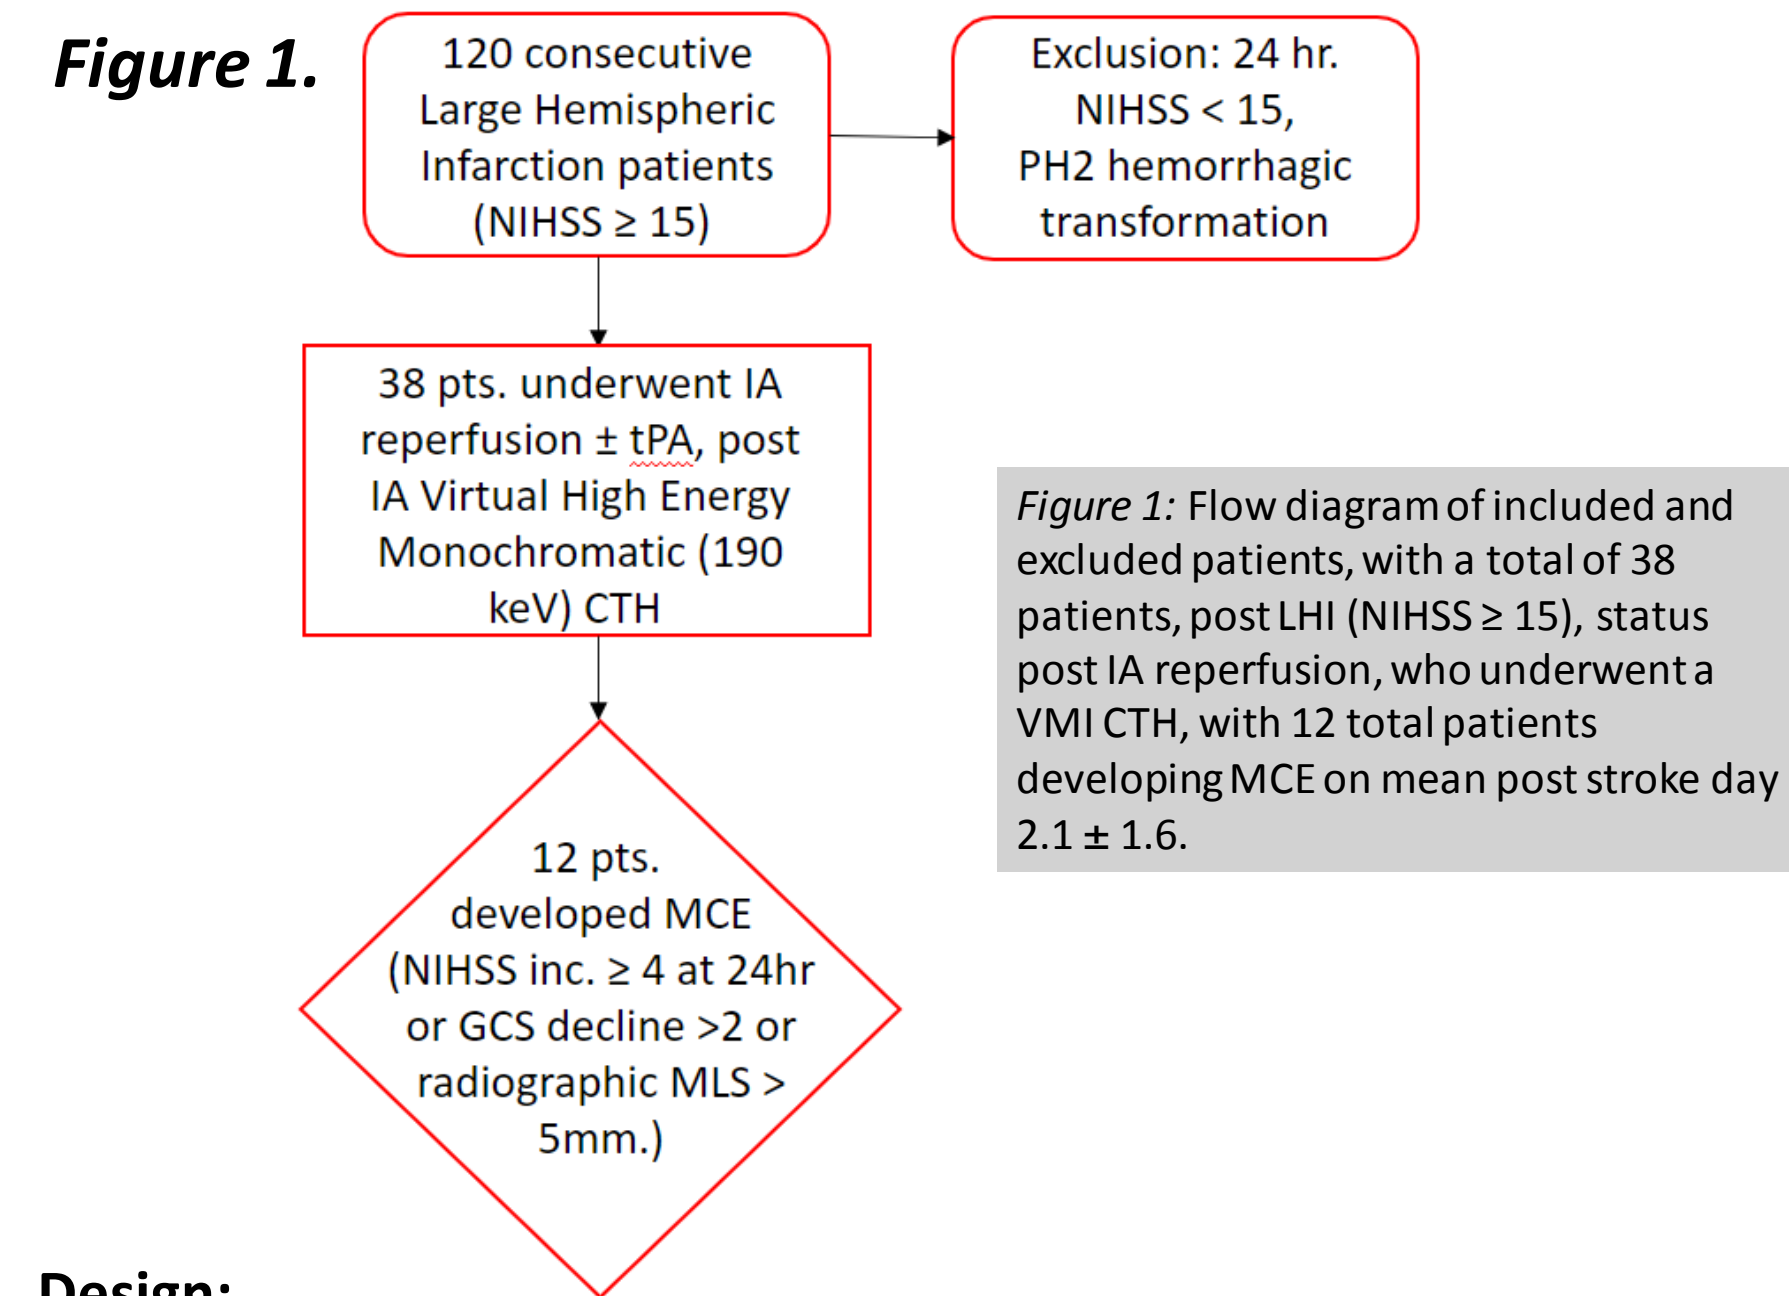 Figure 1.
120 consecutive
Large Hemispheric
Infarction patients
(NIHSS ≥ 15)
Exclusion: 24 hr.
NIHSS < 15,
PH2 hemorrhagic
transformation
38 pts. underwent IA
reperfusion ± tPA, post
IA Virtual High Energy
Monochromatic (190
keV) CTH
Figure 1: Flow diagram of included and
excluded patients, with a total of 38
patients, post LHI (NIHSS ≥ 15), status
post IA reperfusion, who underwent a
VMI CTH, with 12 total patients
developing MCE on mean post stroke day
2.1 ± 1.6.
12 pts.
developed MCE
(NIHSS inc. ≥ 4 at 24hr
or GCS decline >2 or
radiographic MLS >
5mm.)
Design: